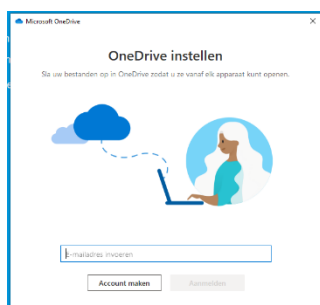 Microsoft OneDrive
OneDrive instellen
Sla uw bestanden op in OneDrive zodat u ze vanaf elk apparaat kunt openen.
E-mailadres invoeren
Account maken
Aanmelden